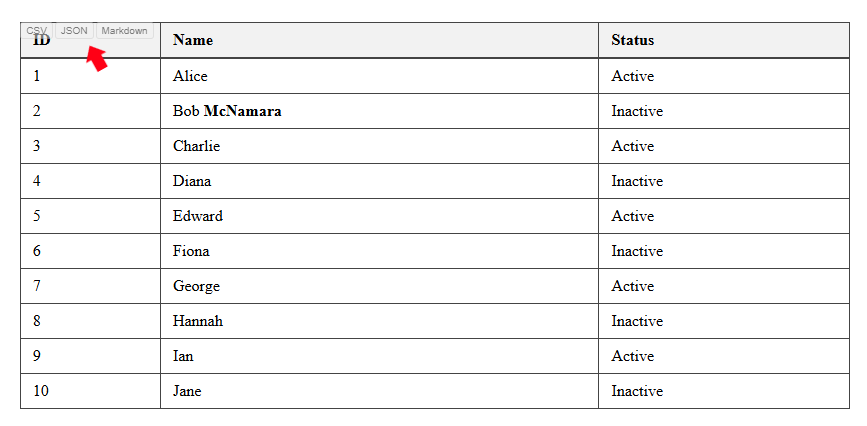 CSV JSON Markdown
ID Name Status
1 Alice Active
2 Bob McNamara Inactive
3 Charlie Active
4 Diana Inactive
5 Edward Active
6 Fiona Inactive
7 George Active
8 Hannah Inactive
9 Ian Active
10 Jane Inactive